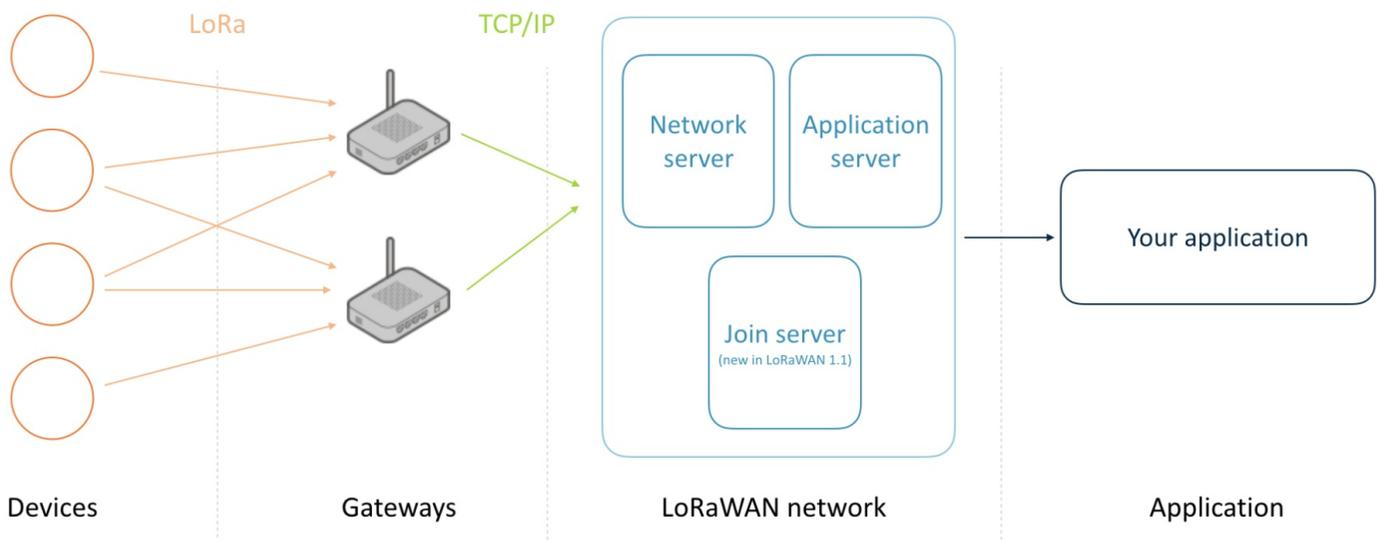 LoRa
TCP/IP
Network
server
Application
server
Join server
(new in LoRaWAN 1.1)
Your application
Devices
Gateways
LoRaWAN network
Application